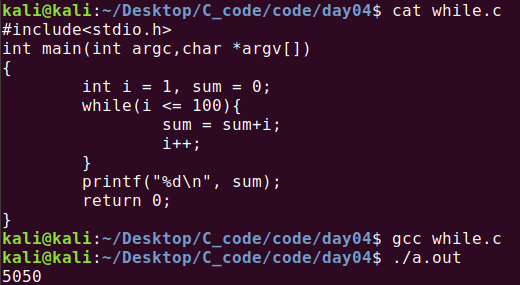 kali@kali:~/Desktop/C_code/code/day04$ cat while.c
#include<stdio.h>
int main(int argc,char *argv[])
{
        int i = 1, sum = 0;
        while(i <= 100){
                sum = sum+i;
                i++;
        }
        printf("%d\n", sum);
        return 0;
}
kali@kali:~/Desktop/C_code/code/day04$ gcc while.c
kali@kali:~/Desktop/C_code/code/day04$ ./a.out
5050